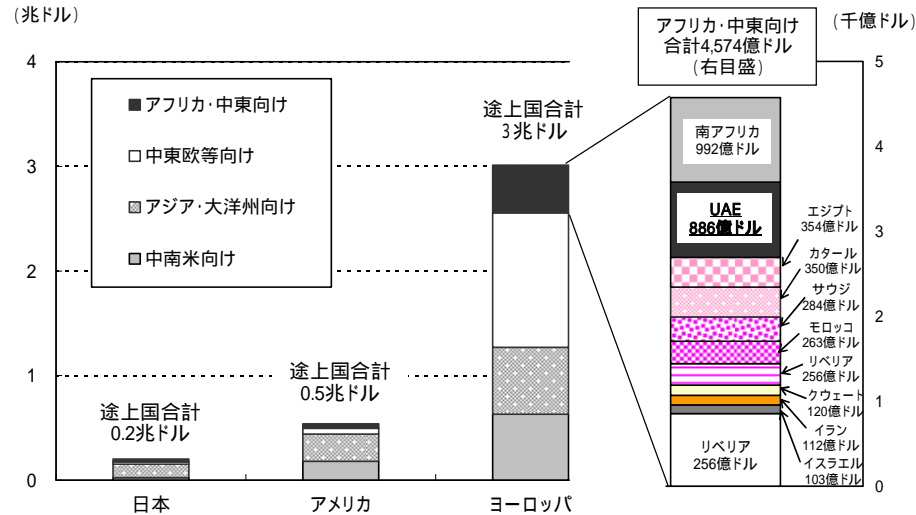 (兆ドル)
4
3
2
1
0
アフリカ・中東向け
中東欧等向け
アジア・大洋州向け
中南米向け
途上国合計
0.2兆ドル
途上国合計
0.5兆ドル
途上国合計
3兆ドル
日本
アメリカ
ヨーロッパ
アフリカ・中東向け
合計4,574億ドル
(右目盛)
(千億ドル)
5
4
3
2
1
0
南アフリカ
992億ドル
UAE
886億ドル
エジプト
354億ドル
カタール
350億ドル
サウジ
284億ドル
モロッコ
263億ドル
リベリア
256億ドル
クウェート
120億ドル
イラン
112億ドル
イスラエル
103億ドル
リベリア
256億ドル